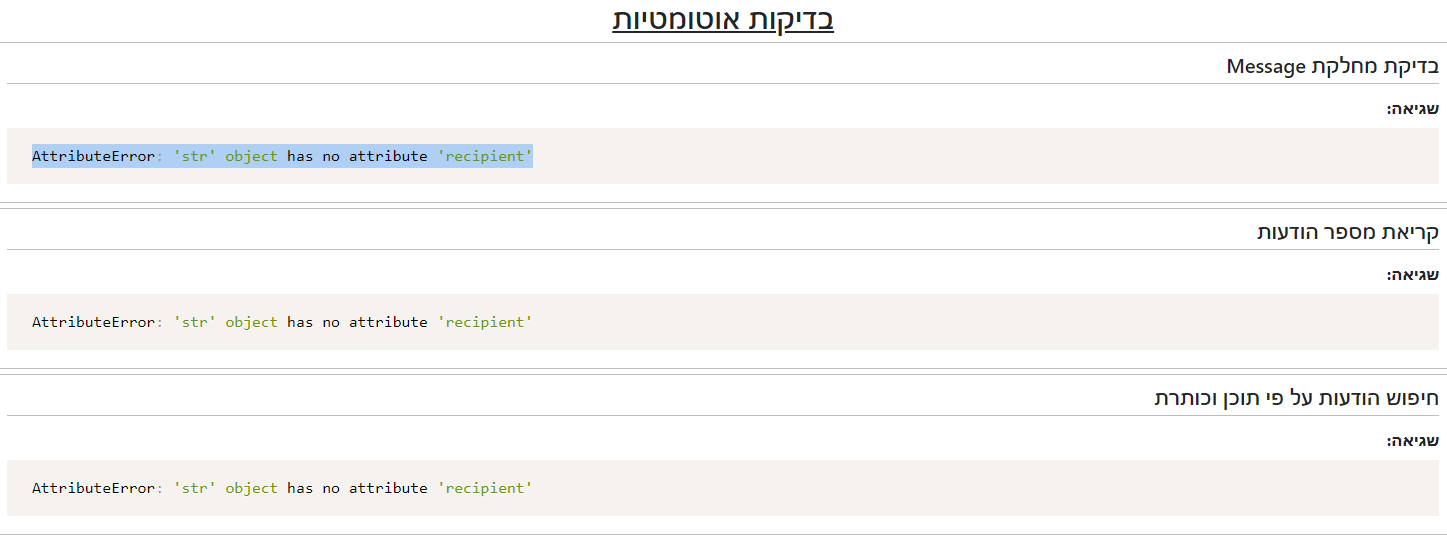 בדיקות אוטומטיות
בדיקת מחלקת Message
שגיאה:
AttributeError: 'str' object has no attribute 'recipient'
קריאת מספר הודעות
שגיאה:
AttributeError: 'str' object has no attribute 'recipient'
חיפוש הודעות על פי תוכן וכותרת
שגיאה:
AttributeError: 'str' object has no attribute 'recipient'